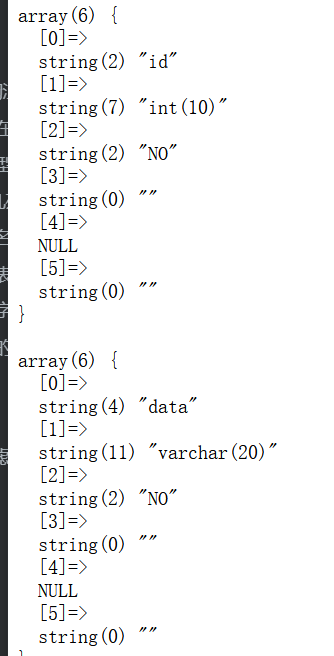 array(6) {
  [0]=>
  string(2) "id"
  [1]=>
  string(7) "int(10)"
  [2]=>
  string(2) "NO"
  [3]=>
  string(0) ""
  [4]=>
  NULL
  [5]=>
  string(0) ""
}

array(6) {
  [0]=>
  string(4) "data"
  [1]=>
  string(11) "varchar(20)"
  [2]=>
  string(2) "NO"
  [3]=>
  string(0) ""
  [4]=>
  NULL
  [5]=>
  string(0) ""